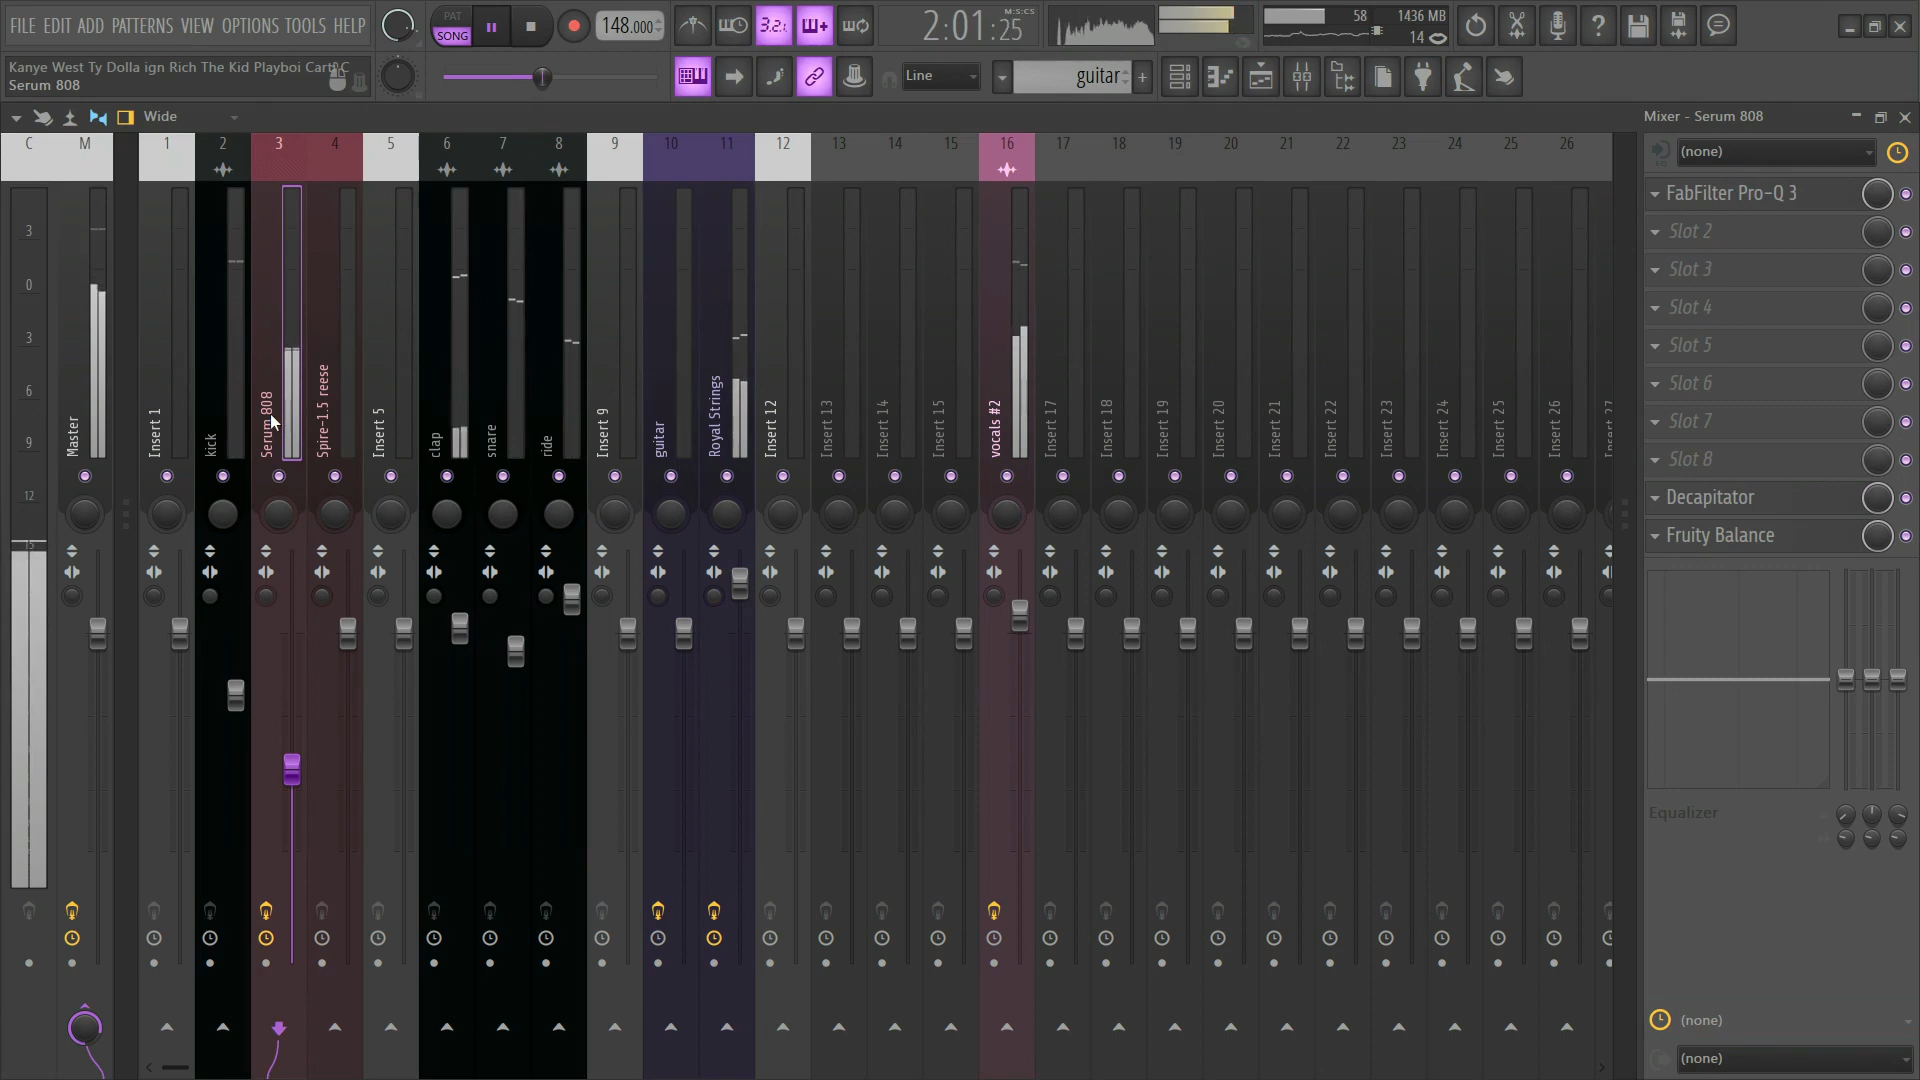 FILE EDIT ADD PATTERNS VIEW OPTIONS TOOLS HELP
PAT
SONG
148.000
3.2.
2:01:25
M:S:CS
58
1436 MB
14
Kanye West Ty Dolla ign Rich The Kid Playboi Carti
Serum 808
Line
guitar
Wide
Mixer - Serum 808
C M 1 2 3 4 5 6 7 8 9 10 11 12 13 14 15 16 17 18 19 20 21 22 23 24 25 26
(none)
3
0
3
6
9
12
15
Master
Insert 1
kick
Serum 808
Spire-1.5 reese
Insert 5
clap
snare
ride
Insert 9
guitar
Royal Strings
Insert 12
Insert 13
Insert 14
Insert 15
vocals #2
Insert 17
Insert 18
Insert 19
Insert 20
Insert 21
Insert 22
Insert 23
Insert 24
Insert 25
Insert 26
FabFilter Pro-Q 3
Slot 2
Slot 3
Slot 4
Slot 5
Slot 6
Slot 7
Slot 8
Decapitator
Fruity Balance
Equalizer
(none)
(none)